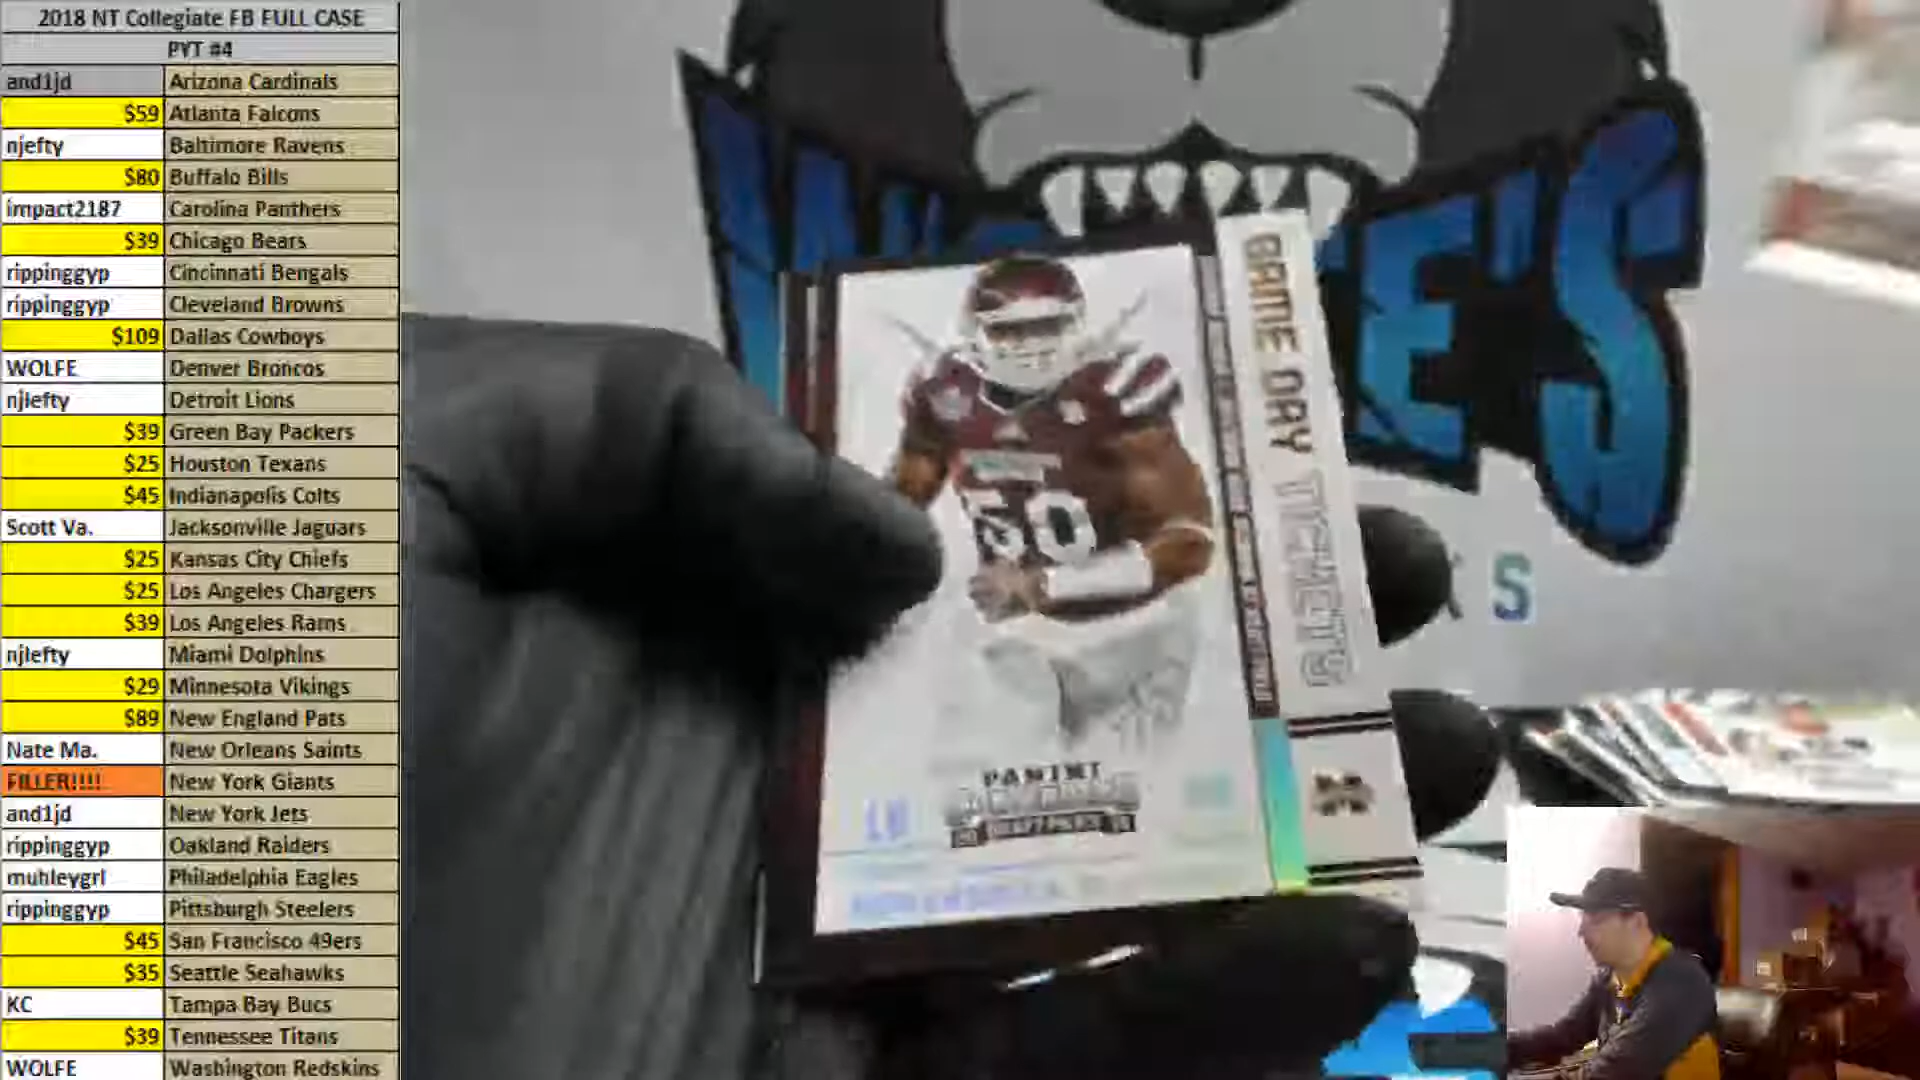 2018 NT Collegiate FB FULL CASE
PYT #4
and1jd Arizona Cardinals
$59 Atlanta Falcons
njefty Baltimore Ravens
$80 Buffalo Bills
impact2187 Carolina Panthers
$39 Chicago Bears
rippinggyp Cincinnati Bengals
rippinggyp Cleveland Browns
$109 Dallas Cowboys
WOLFE Denver Broncos
njlefty Detroit Lions
$39 Green Bay Packers
$25 Houston Texans
$45 Indianapolis Colts
Scott Va. Jacksonville Jaguars
$25 Kansas City Chiefs
$25 Los Angeles Chargers
$39 Los Angeles Rams
njlefty Miami Dolphins
$29 Minnesota Vikings
$89 New England Pats
Nate Ma. New Orleans Saints
FILLER!!!! New York Giants
and1jd New York Jets
rippinggyp Oakland Raiders
muhleygrl Philadelphia Eagles
rippinggyp Pittsburgh Steelers
$45 San Francisco 49ers
$35 Seattle Seahawks
KC Tampa Bay Bucs
$39 Tennessee Titans
WOLFE Washington Redskins
GAME DAY TICKETS
PANINI
DRAFT PICKS
E'S
S